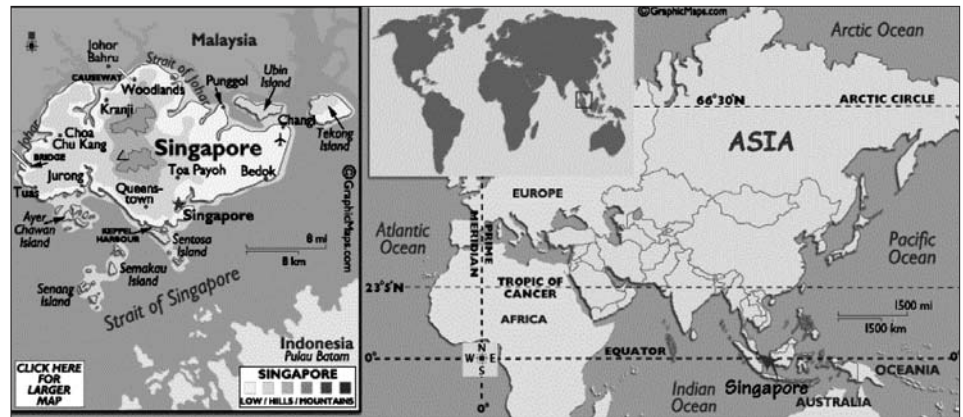 Malaysia
Johor
Bahru
CAUSEWAT
Strait of Johor
Woodlands
Kranji
Punggol
Ubin
Island
Changi
Tekong
Island
Choa
Chu Kang
Johar
BRIDGE
Jurong
Tuas
Singapore
Toa Payoh
Bedok
Queens-
town
Singapore
Ayer
Chawan
Island
KEPPEL
HARBOUR
Sentosa
Island
Semakau
Island
Senang
Island
Strait of Singapore
8 mi
8 km
©GraphicMaps.com
Indonesia
Pulau Batam
CLICK HERE
FOR
LARGER
MAP
SINGAPORE
LOW / HILLS / MOUNTAINS
©GraphicMaps.com
Arctic Ocean
66°30'N
ARCTIC CIRCLE
ASIA
EUROPE
Atlantic
Ocean
PRIME
MERIDIAN
Pacific
Ocean
23°5'N
TROPIC OF
CANCER
AFRICA
1500 mi
1500 km
0°
N
W E
S
EQUATOR
0°
OCEANIA
Singapore
Indian
Ocean
AUSTRALIA
0°